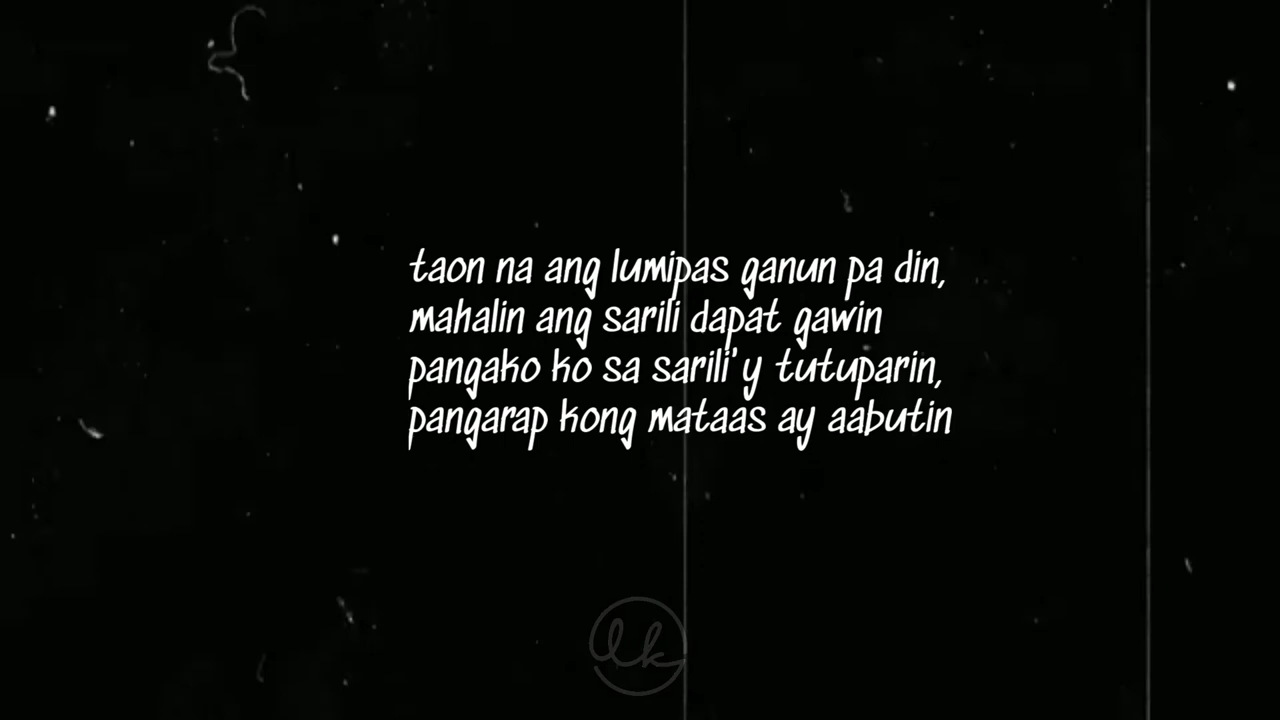 taon na ang lumipas ganun pa din,
mahalin ang sarili dapat gawin
pangako ko sa sarili'y tutuparin,
pangarap kong mataas ay aabutin
lk